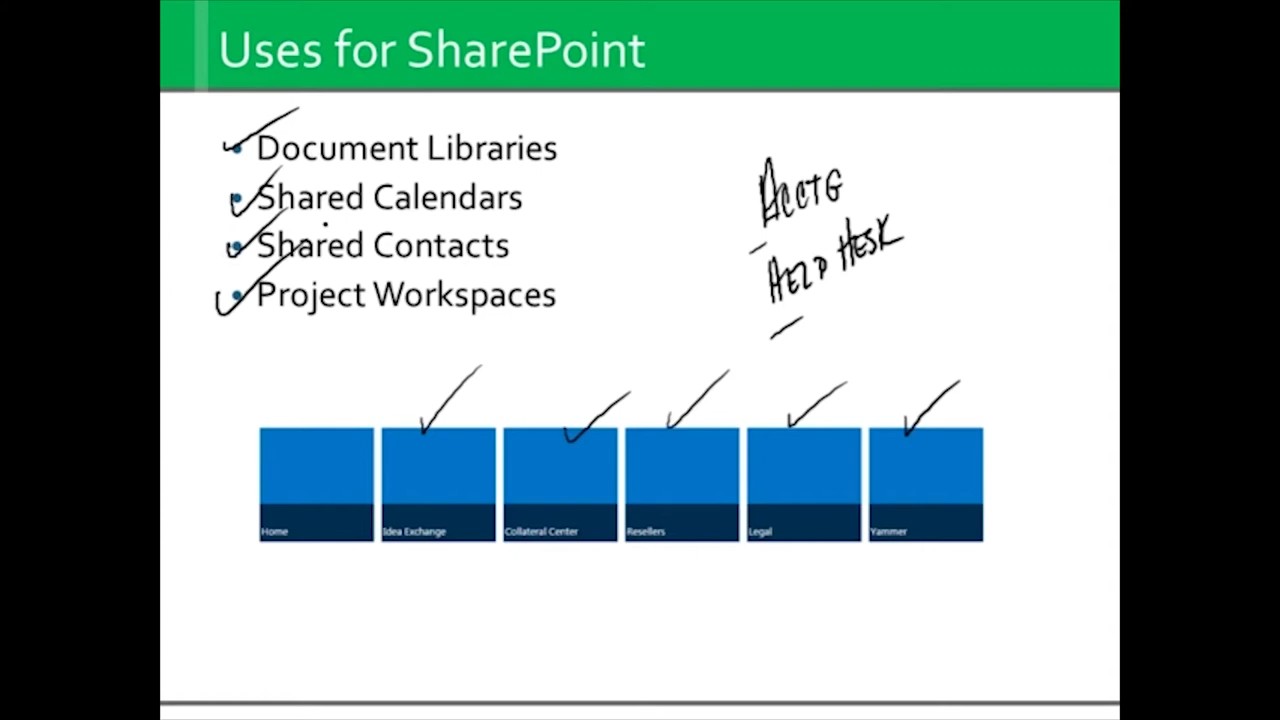 Uses for SharePoint
• Document Libraries
• Shared Calendars
• Shared Contacts
• Project Workspaces
ACCTG
HELP HESK
Home
Idea Exchange
Collateral Center
Resellers
Legal
Yammer